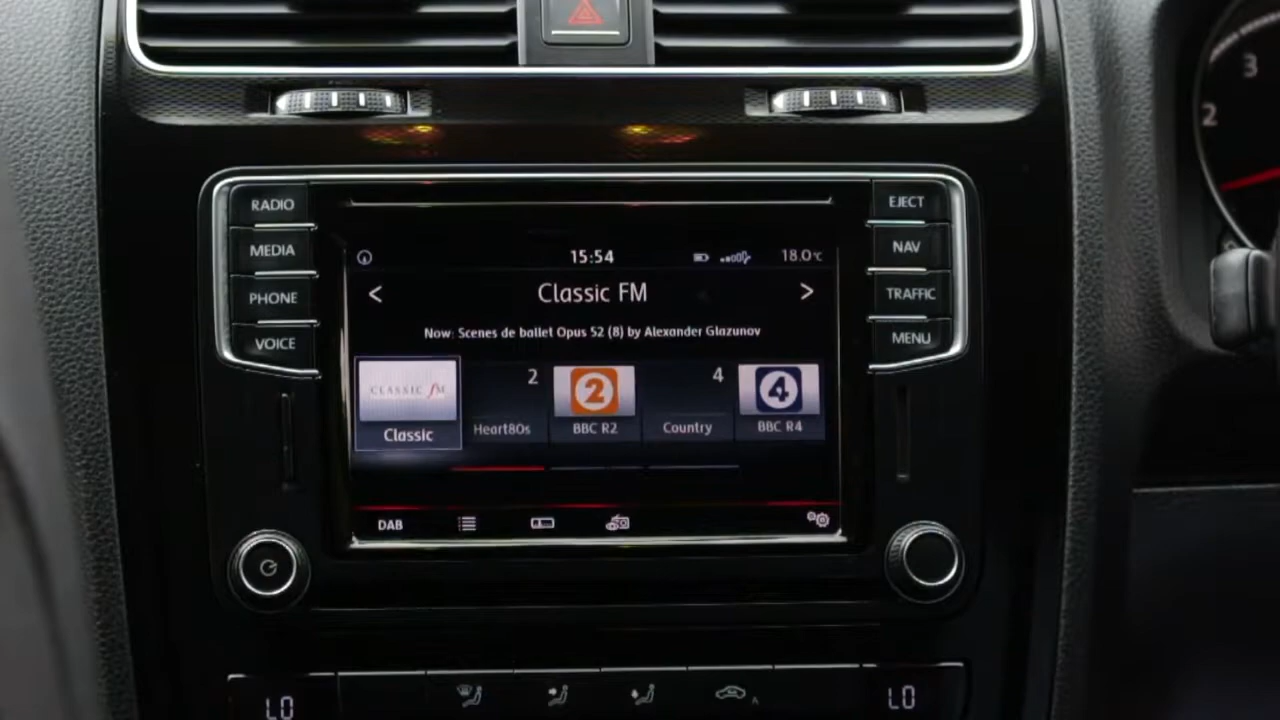 3
2
RADIO
EJECT
MEDIA
NAV
PHONE
TRAFFIC
VOICE
MENU
15:54
18.0°C
< Classic FM >
Now: Scenes de ballet Opus 52 (8) by Alexander Glazunov
CLASSIC fM
2
2
4
4
Classic
Heart80s
BBC R2
Country
BBC R4
DAB
LO
A
LO